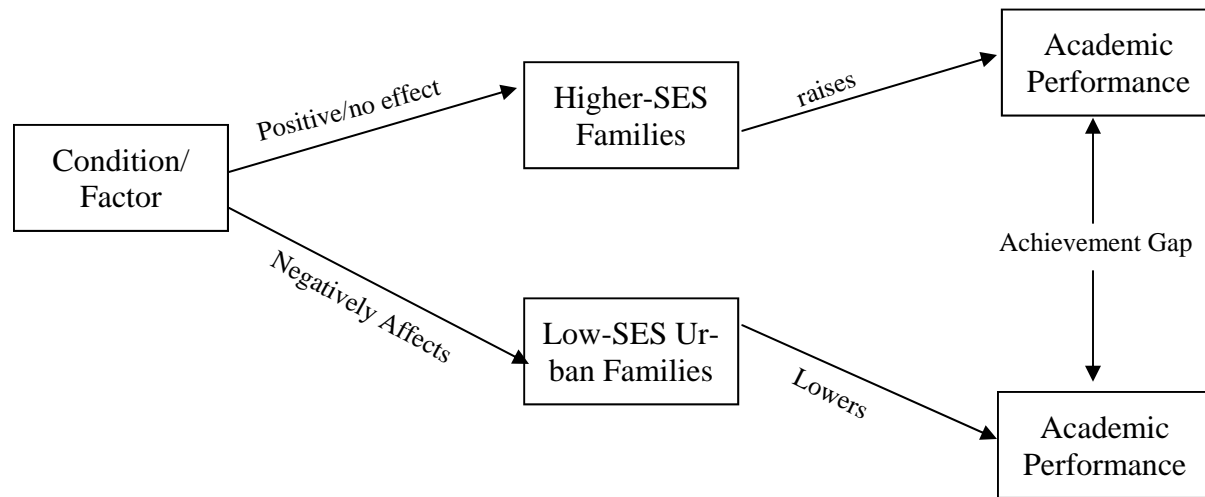 Academic
Performance
raises
Higher-SES
Families
Positive/no effect
Condition/
Factor
Achievement Gap
Negatively Affects
Low-SES Ur-
ban Families
Lowers
Academic
Performance